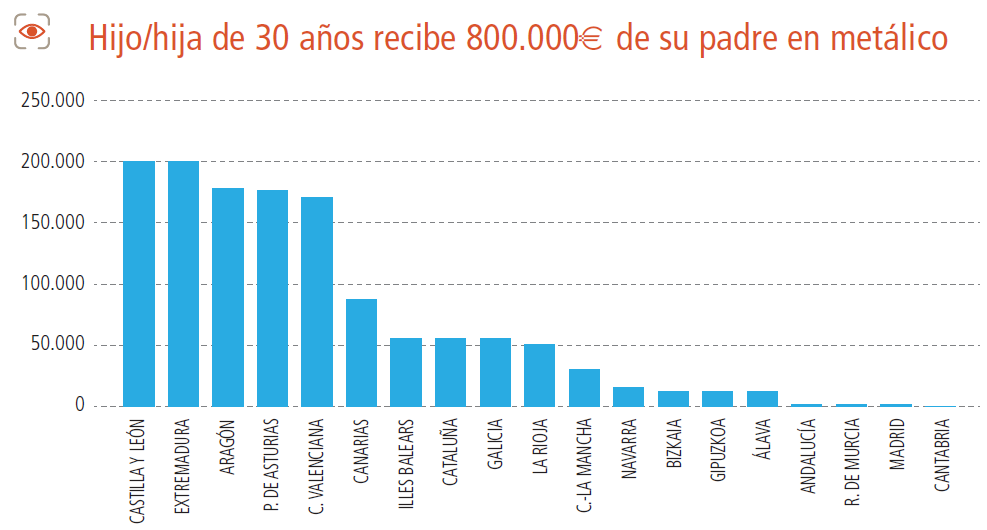 Hijo/hija de 30 años recibe 800.000€ de su padre en metálico
250.000
200.000
150.000
100.000
50.000
0
CASTILLA Y LEÓN
EXTREMADURA
ARAGÓN
P. DE ASTURIAS
C. VALENCIANA
CANARIAS
ILLES BALEARS
CATALUÑA
GALICIA
LA RIOJA
C.-LA MANCHA
NAVARRA
BIZKAIA
GIPUZKOA
ÁLAVA
ANDALUCÍA
R. DE MURCIA
MADRID
CANTABRIA